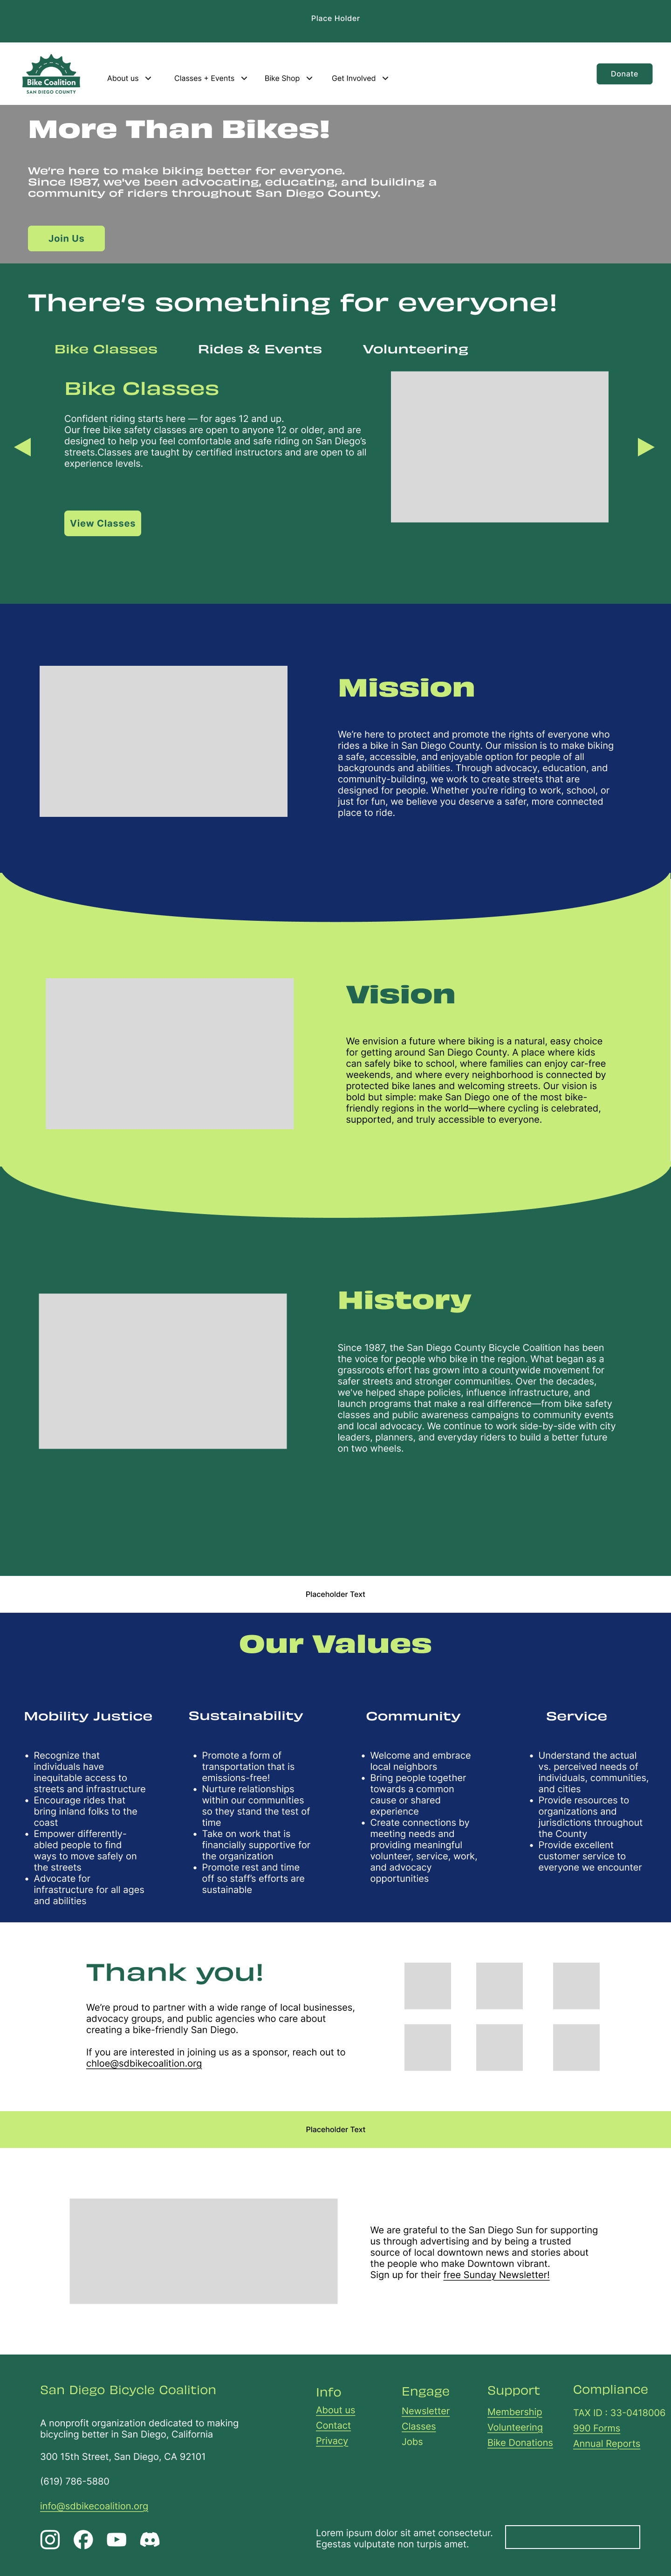 Place Holder
Bike Coalition
SAN DIEGO COUNTY
About us
Classes + Events
Bike Shop
Get Involved
Donate
More Than Bikes!
We're here to make biking better for everyone.
Since 1987, we've been advocating, educating, and building a
community of riders throughout San Diego County.
Join Us
There's something for everyone!
Bike Classes
Rides & Events
Volunteering
Bike Classes
Confident riding starts here — for ages 12 and up.
Our free bike safety classes are open to anyone 12 or older, and are
designed to help you feel comfortable and safe riding on San Diego's
streets.Classes are taught by certified instructors and are open to all
experience levels.
View Classes
Mission
We're here to protect and promote the rights of everyone who
rides a bike in San Diego County. Our mission is to make biking
a safe, accessible, and enjoyable option for people of all
backgrounds and abilities. Through advocacy, education, and
community-building, we work to create streets that are
designed for people. Whether you're riding to work, school, or
just for fun, we believe you deserve a safer, more connected
place to ride.
Vision
We envision a future where biking is a natural, easy choice
for getting around San Diego County. A place where kids
can safely bike to school, where families can enjoy car-free
weekends, and where every neighborhood is connected by
protected bike lanes and welcoming streets. Our vision is
bold but simple: make San Diego one of the most bike-
friendly regions in the world—where cycling is celebrated,
supported, and truly accessible to everyone.
History
Since 1987, the San Diego County Bicycle Coalition has been
the voice for people who bike in the region. What began as a
grassroots effort has grown into a countywide movement for
safer streets and stronger communities. Over the decades,
we've helped shape policies, influence infrastructure, and
launch programs that make a real difference—from bike safety
classes and public awareness campaigns to community events
and local advocacy. We continue to work side-by-side with city
leaders, planners, and everyday riders to build a better future
on two wheels.
Placeholder Text
Our Values
Mobility Justice
• Recognize that
individuals have
inequitable access to
streets and infrastructure
• Encourage rides that
bring inland folks to the
coast
• Empower differently-
abled people to find
ways to move safely on
the streets
• Advocate for
infrastructure for all ages
and abilities
Sustainability
• Promote a form of
transportation that is
emissions-free!
• Nurture relationships
within our communities
so they stand the test of
time
• Take on work that is
financially supportive for
the organization
• Promote rest and time
off so staff's efforts are
sustainable
Community
• Welcome and embrace
local neighbors
• Bring people together
towards a common
cause or shared
experience
• Create connections by
meeting needs and
providing meaningful
volunteer, service, work,
and advocacy
opportunities
Service
• Understand the actual
vs. perceived needs of
individuals, communities,
and cities
• Provide resources to
organizations and
jurisdictions throughout
the County
• Provide excellent
customer service to
everyone we encounter
Thank you!
We're proud to partner with a wide range of local businesses,
advocacy groups, and public agencies who care about
creating a bike-friendly San Diego.
If you are interested in joining us as a sponsor, reach out to
chloe@sdbikecoalition.org
Placeholder Text
We are grateful to the San Diego Sun for supporting
us through advertising and by being a trusted
source of local downtown news and stories about
the people who make Downtown vibrant.
Sign up for their free Sunday Newsletter!
San Diego Bicycle Coalition
A nonprofit organization dedicated to making
bicycling better in San Diego, California
300 15th Street, San Diego, CA 92101
(619) 786-5880
info@sdbikecoalition.org
Info
About us
Contact
Privacy
Engage
Newsletter
Classes
Jobs
Support
Membership
Volunteering
Bike Donations
Compliance
TAX ID : 33-0418006
990 Forms
Annual Reports
Lorem ipsum dolor sit amet consectetur.
Egestas vulputate non turpis amet.